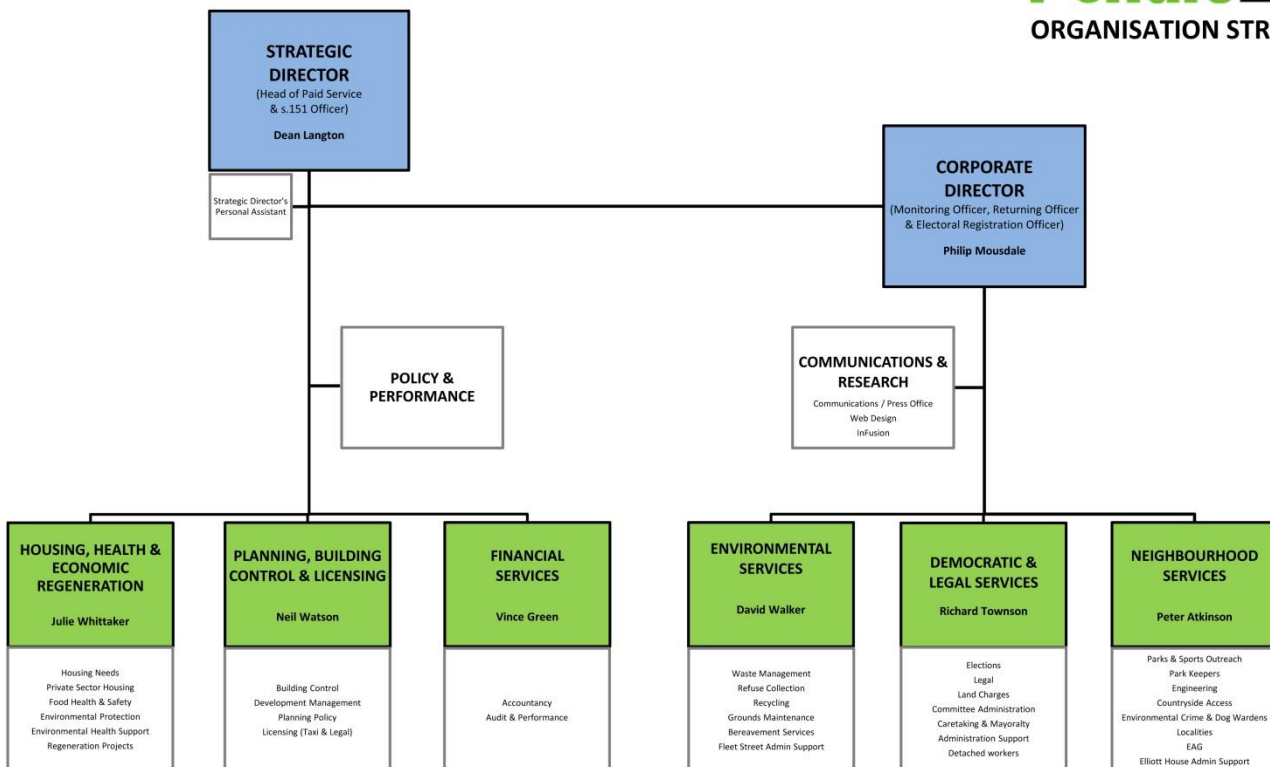 ORGANISATION STR
STRATEGIC
DIRECTOR
(Head of Paid Service
& s.151 Officer)
Dean Langton
Strategic Director's
Personal Assistant
CORPORATE
DIRECTOR
(Monitoring Officer, Returning Officer
& Electoral Registration Officer)
Philip Mousdale
POLICY &
PERFORMANCE
COMMUNICATIONS &
RESEARCH
Communications / Press Office
Web Design
InFusion
HOUSING, HEALTH &
ECONOMIC
REGENERATION
Julie Whittaker
Housing Needs
Private Sector Housing
Food Health & Safety
Environmental Protection
Environmental Health Support
Regeneration Projects
PLANNING, BUILDING
CONTROL & LICENSING
Neil Watson
Building Control
Development Management
Planning Policy
Licensing (Taxi & Legal)
FINANCIAL
SERVICES
Vince Green
Accountancy
Audit & Performance
ENVIRONMENTAL
SERVICES
David Walker
Waste Management
Refuse Collection
Recycling
Grounds Maintenance
Bereavement Services
Fleet Street Admin Support
DEMOCRATIC &
LEGAL SERVICES
Richard Townson
Elections
Legal
Land Charges
Committee Administration
Caretaking & Mayoralty
Administration Support
Detached workers
NEIGHBOURHOOD
SERVICES
Peter Atkinson
Parks & Sports Outreach
Park Keepers
Engineering
Countryside Access
Environmental Crime & Dog Wardens
Localities
EAG
Elliott House Admin Support